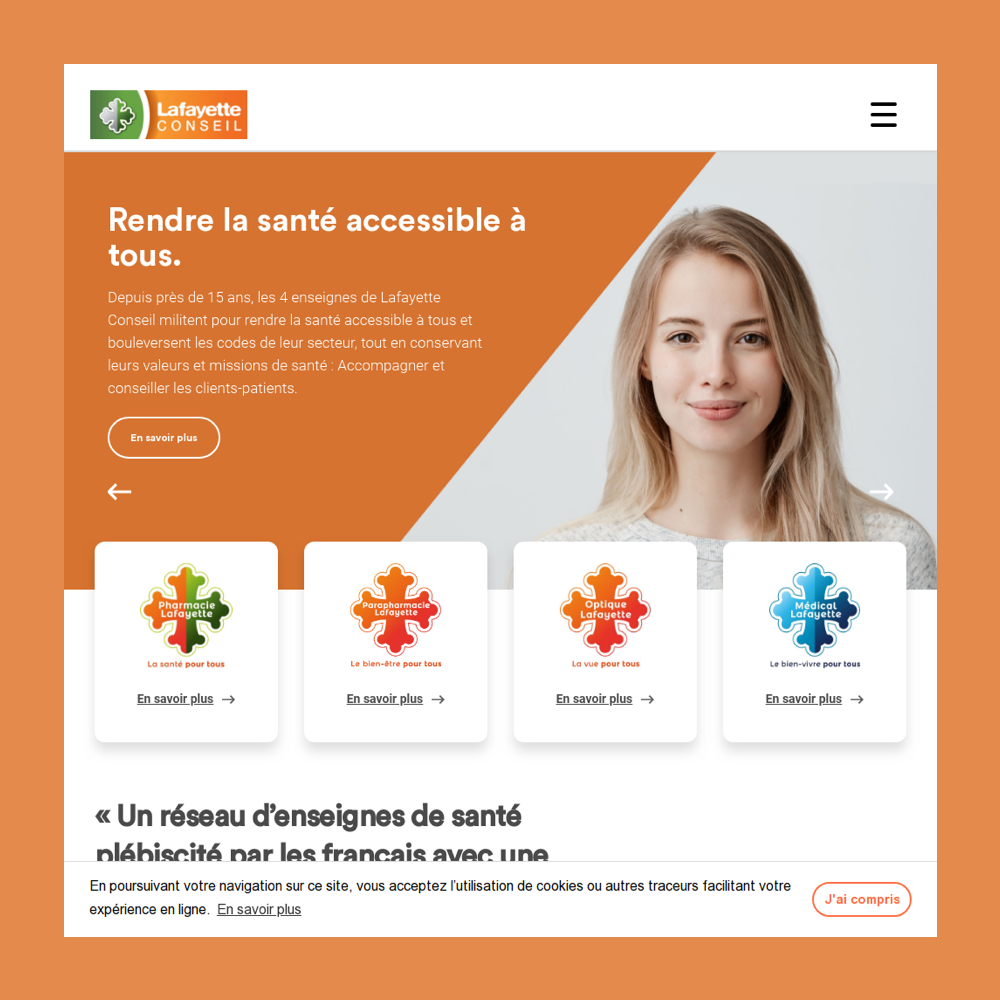 Lafayette
CONSEIL
Rendre la santé accessible à
tous.
Depuis près de 15 ans, les 4 enseignes de Lafayette
Conseil militent pour rendre la santé accessible à tous et
bouleversent les codes de leur secteur, tout en conservant
leurs valeurs et missions de santé : Accompagner et
conseiller les clients-patients.
En savoir plus
Pharmacie
Lafayette
La santé pour tous
En savoir plus
Parapharmacie
Lafayette
Le bien-être pour tous
En savoir plus
Optique
Lafayette
La vue pour tous
En savoir plus
Médical
Lafayette
Le bien-vivre pour tous
En savoir plus
« Un réseau d’enseignes de santé
plébiscité par les français avec une
En poursuivant votre navigation sur ce site, vous acceptez l’utilisation de cookies ou autres traceurs facilitant votre
expérience en ligne. En savoir plus
J'ai compris